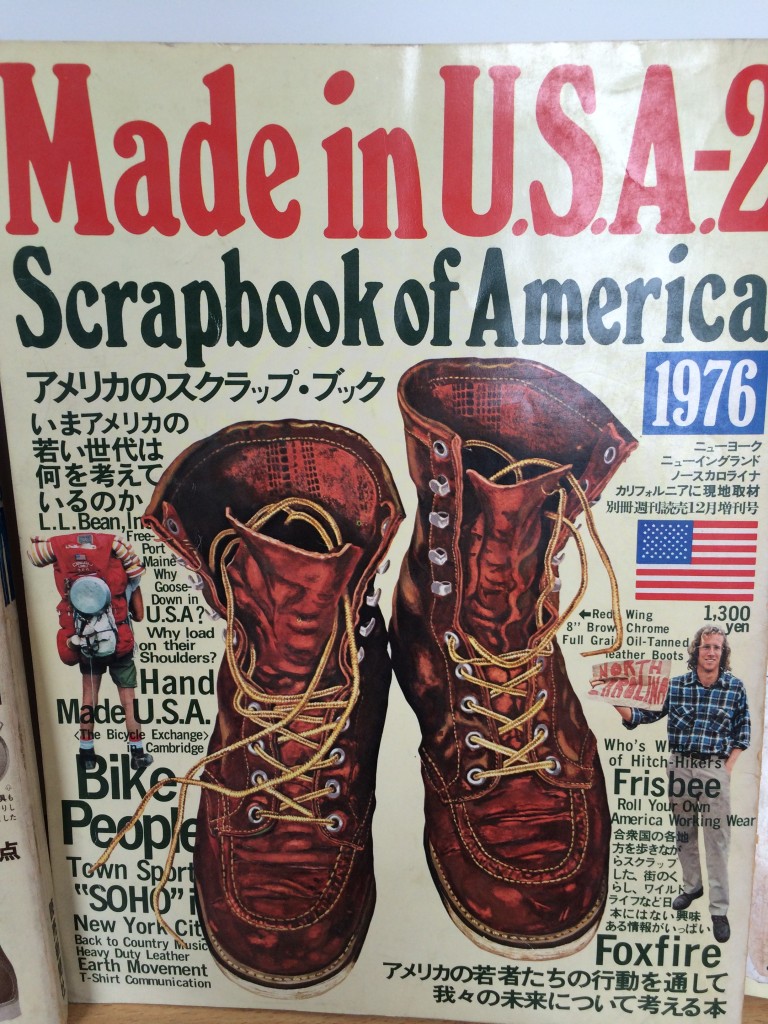 Made in U.S.A.-2
Scrapbook of America
アメリカのスクラップ・ブック
1976
いまアメリカの
若い世代は
何を考えて
いるのか
ニューヨーク
ニューイングランド
ノースカロライナ
カリフォルニアに現地取材
別冊週刊読売12月増刊号
1,300
yen
L.L.Bean,Inc
Free-
Port
Maine
Why
Goose-
Down in
U.S.A?
Why load
on their
Shoulders?
Hand
Made U.S.A.
<The Bicycle Exchange>
in Cambridge
Bike
People
Town Sport
"SOHO" i
New York Cit
Back to Country Music
Heavy Duty Leather
Earth Movement
T-Shirt Communication
←Red Wing
8" Brown Chrome
Full Grain Oil-Tanned
leather Boots
NORTH
CAROLINA
Who's Who
of Hitch-Hikers
Frisbee
Roll Your Own
America Working Wear
合衆国の各地
方を歩きなが
らスクラップ
した、街のく
らし、ワイルド
ライフなど日
本にはない興味
ある情報がいっぱい
Foxfire
アメリカの若者たちの行動を通して
我々の未来について考える本
点